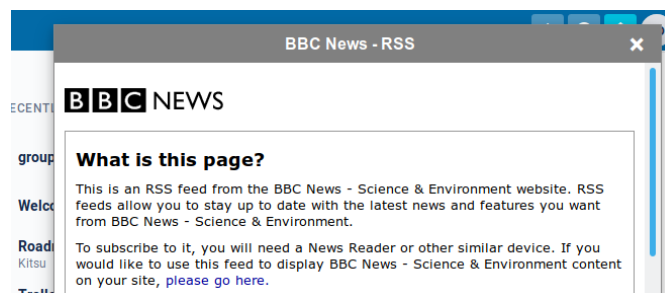 BBC News - RSS
BBC NEWS
What is this page?
This is an RSS feed from the BBC News - Science & Environment website. RSS
feeds allow you to stay up to date with the latest news and features you want
from BBC News - Science & Environment.
To subscribe to it, you will need a News Reader or other similar device. If you
would like to use this feed to display BBC News - Science & Environment content
on your site, please go here.
group
Kitsu